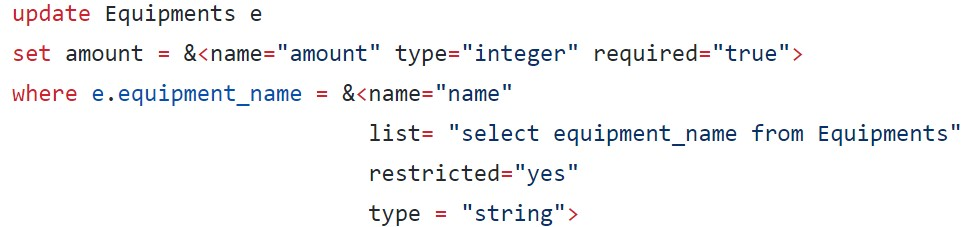 update Equipments e
set amount = &<name="amount" type="integer" required="true">
where e.equipment_name = &<name="name"
list= "select equipment_name from Equipments"
restricted="yes"
type = "string">